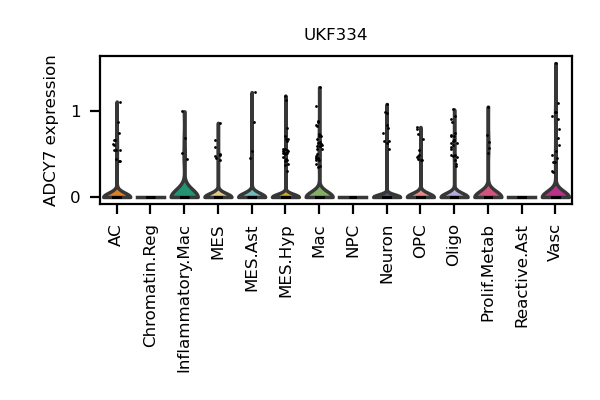 UKF334
ADCY7 expression
1
0
AC
Chromatin.Reg
Inflammatory.Mac
MES
MES.Ast
MES.Hyp
Mac
NPC
Neuron
OPC
Oligo
Prolif.Metab
Reactive.Ast
Vasc